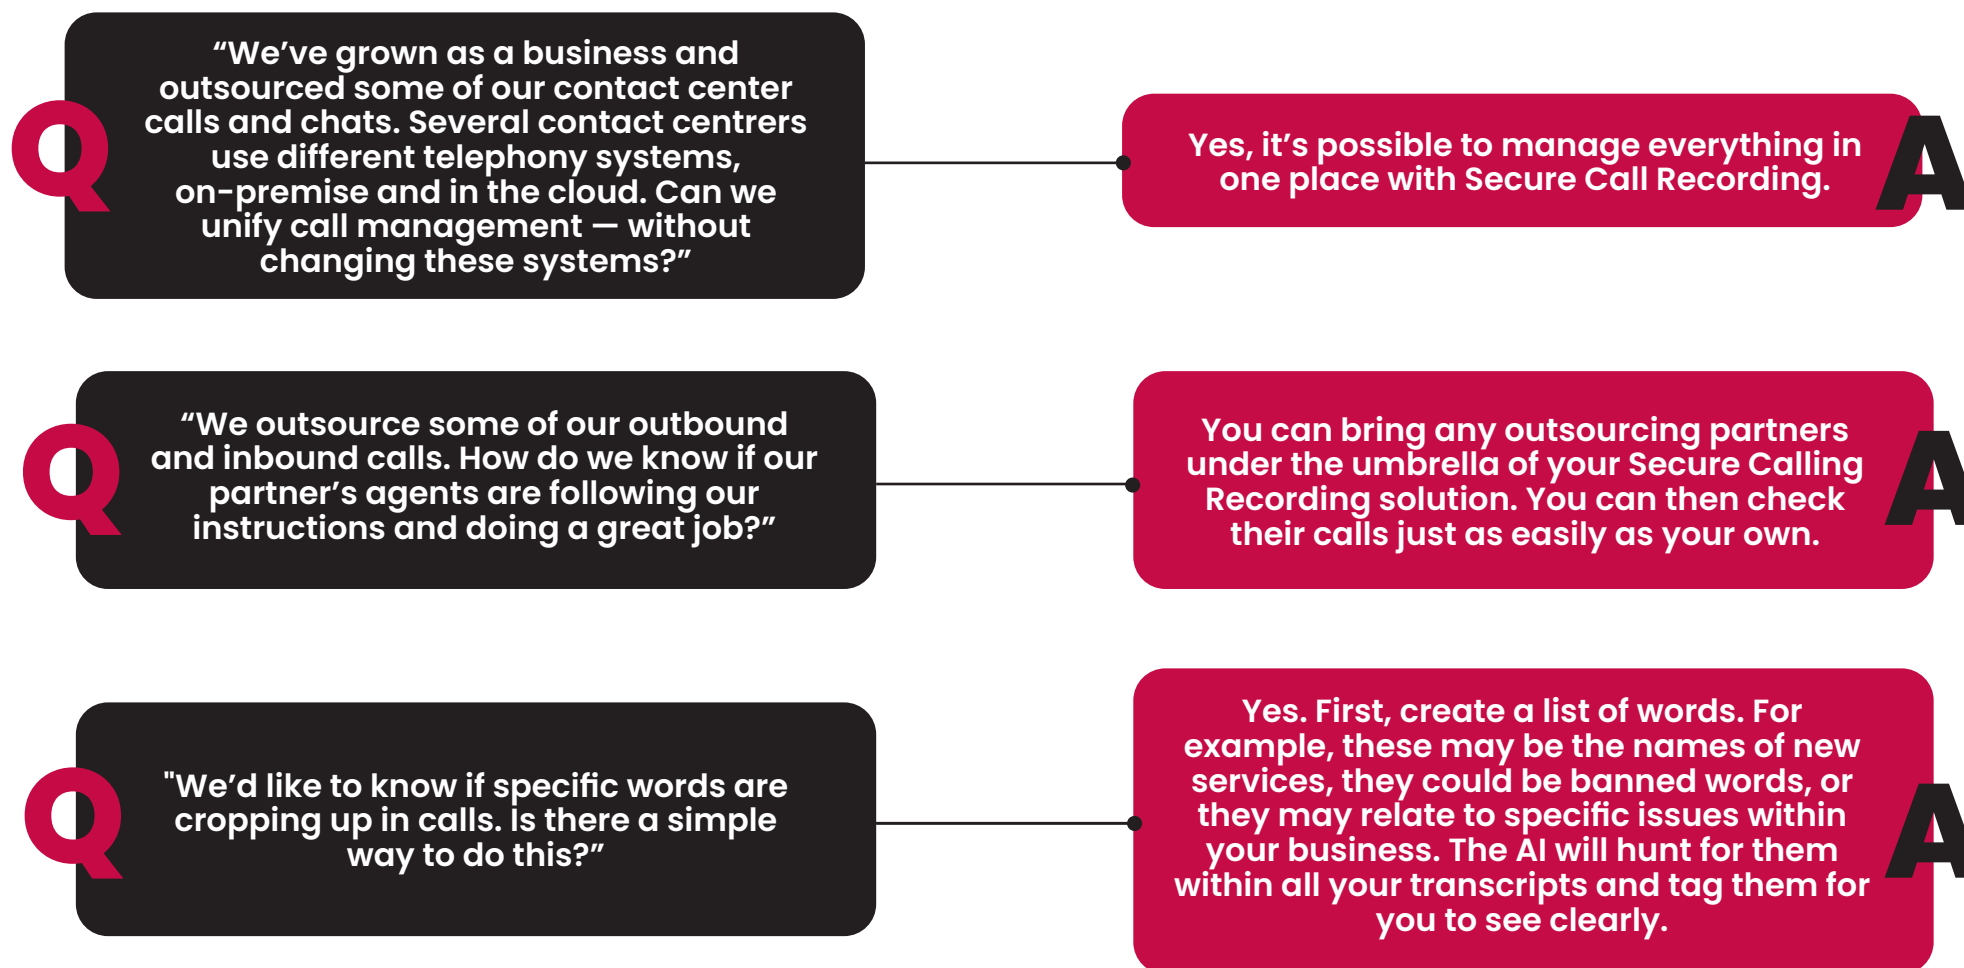 Q
“We’ve grown as a business and
outsourced some of our contact center
calls and chats. Several contact centrers
use different telephony systems,
on-premise and in the cloud. Can we
unify call management — without
changing these systems?”
Yes, it’s possible to manage everything in
one place with Secure Call Recording.
A
Q
“We outsource some of our outbound
and inbound calls. How do we know if our
partner’s agents are following our
instructions and doing a great job?”
You can bring any outsourcing partners
under the umbrella of your Secure Calling
Recording solution. You can then check
their calls just as easily as your own.
A
Q
"We’d like to know if specific words are
cropping up in calls. Is there a simple
way to do this?”
Yes. First, create a list of words. For
example, these may be the names of new
services, they could be banned words, or
they may relate to specific issues within
your business. The AI will hunt for them
within all your transcripts and tag them for
you to see clearly.
A